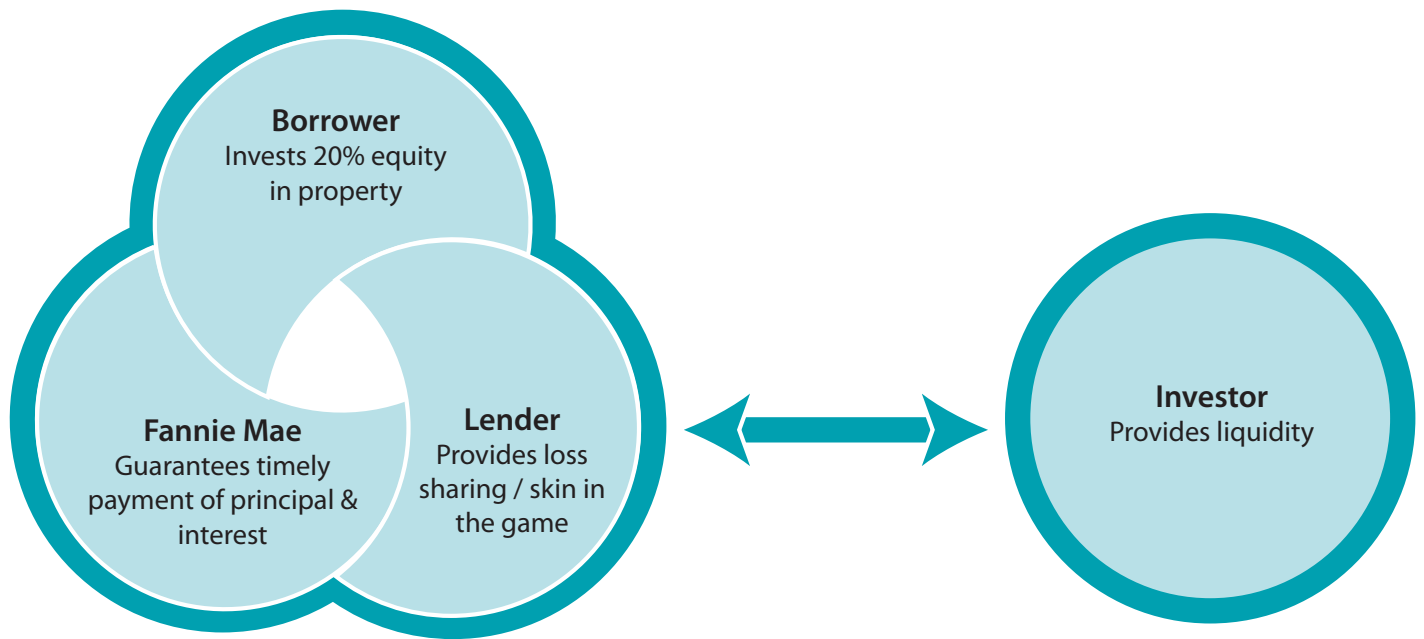 Borrower
Invests 20% equity
in property
Fannie Mae
Guarantees timely
payment of principal &
interest
Lender
Provides loss
sharing / skin in
the game
Investor
Provides liquidity